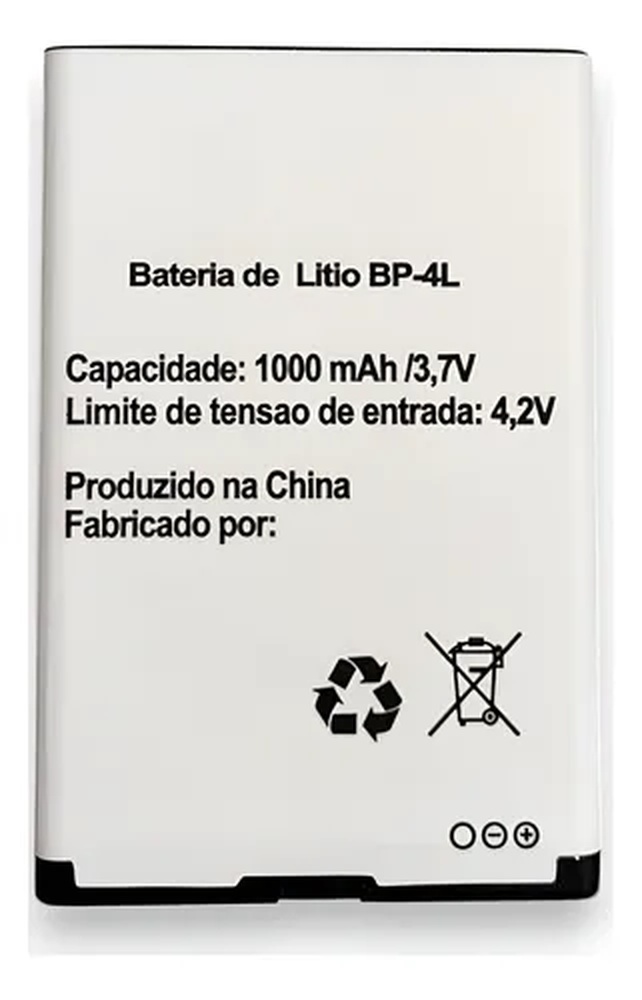 Bateria de Litio BP-4L
Capacidade: 1000 mAh /3,7V
Limite de tensao de entrada: 4,2V
Produzido na China
Fabricado por: